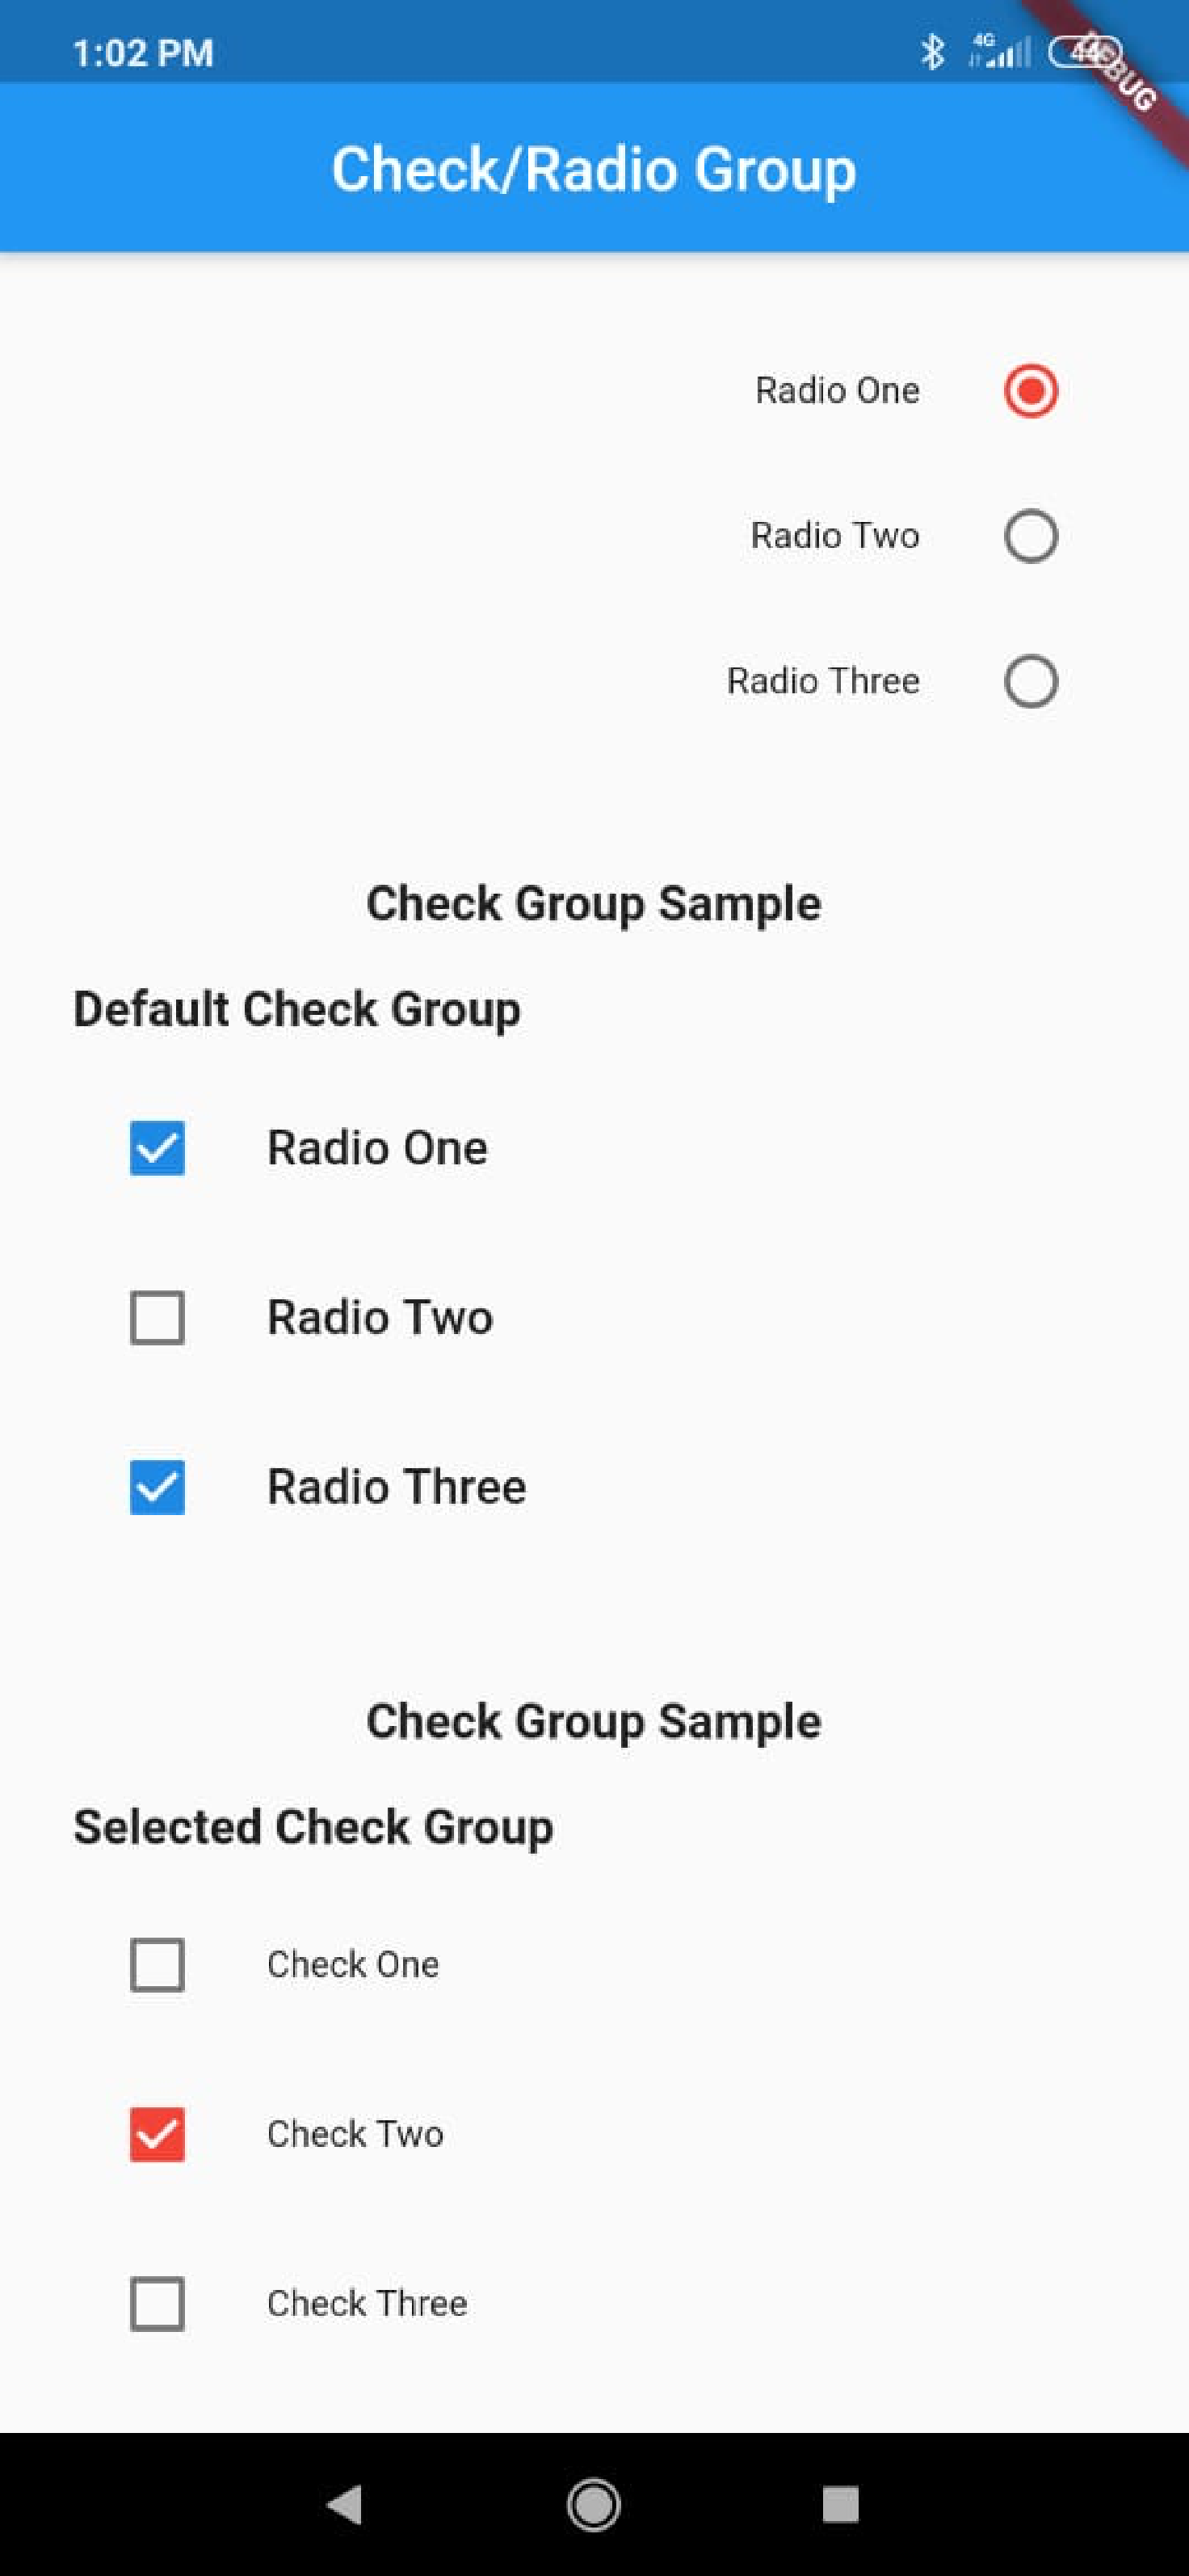 1:02 PM
4G
44
DEBUG
Check/Radio Group
Radio One
Radio Two
Radio Three
Check Group Sample
Default Check Group
Radio One
Radio Two
Radio Three
Check Group Sample
Selected Check Group
Check One
Check Two
Check Three